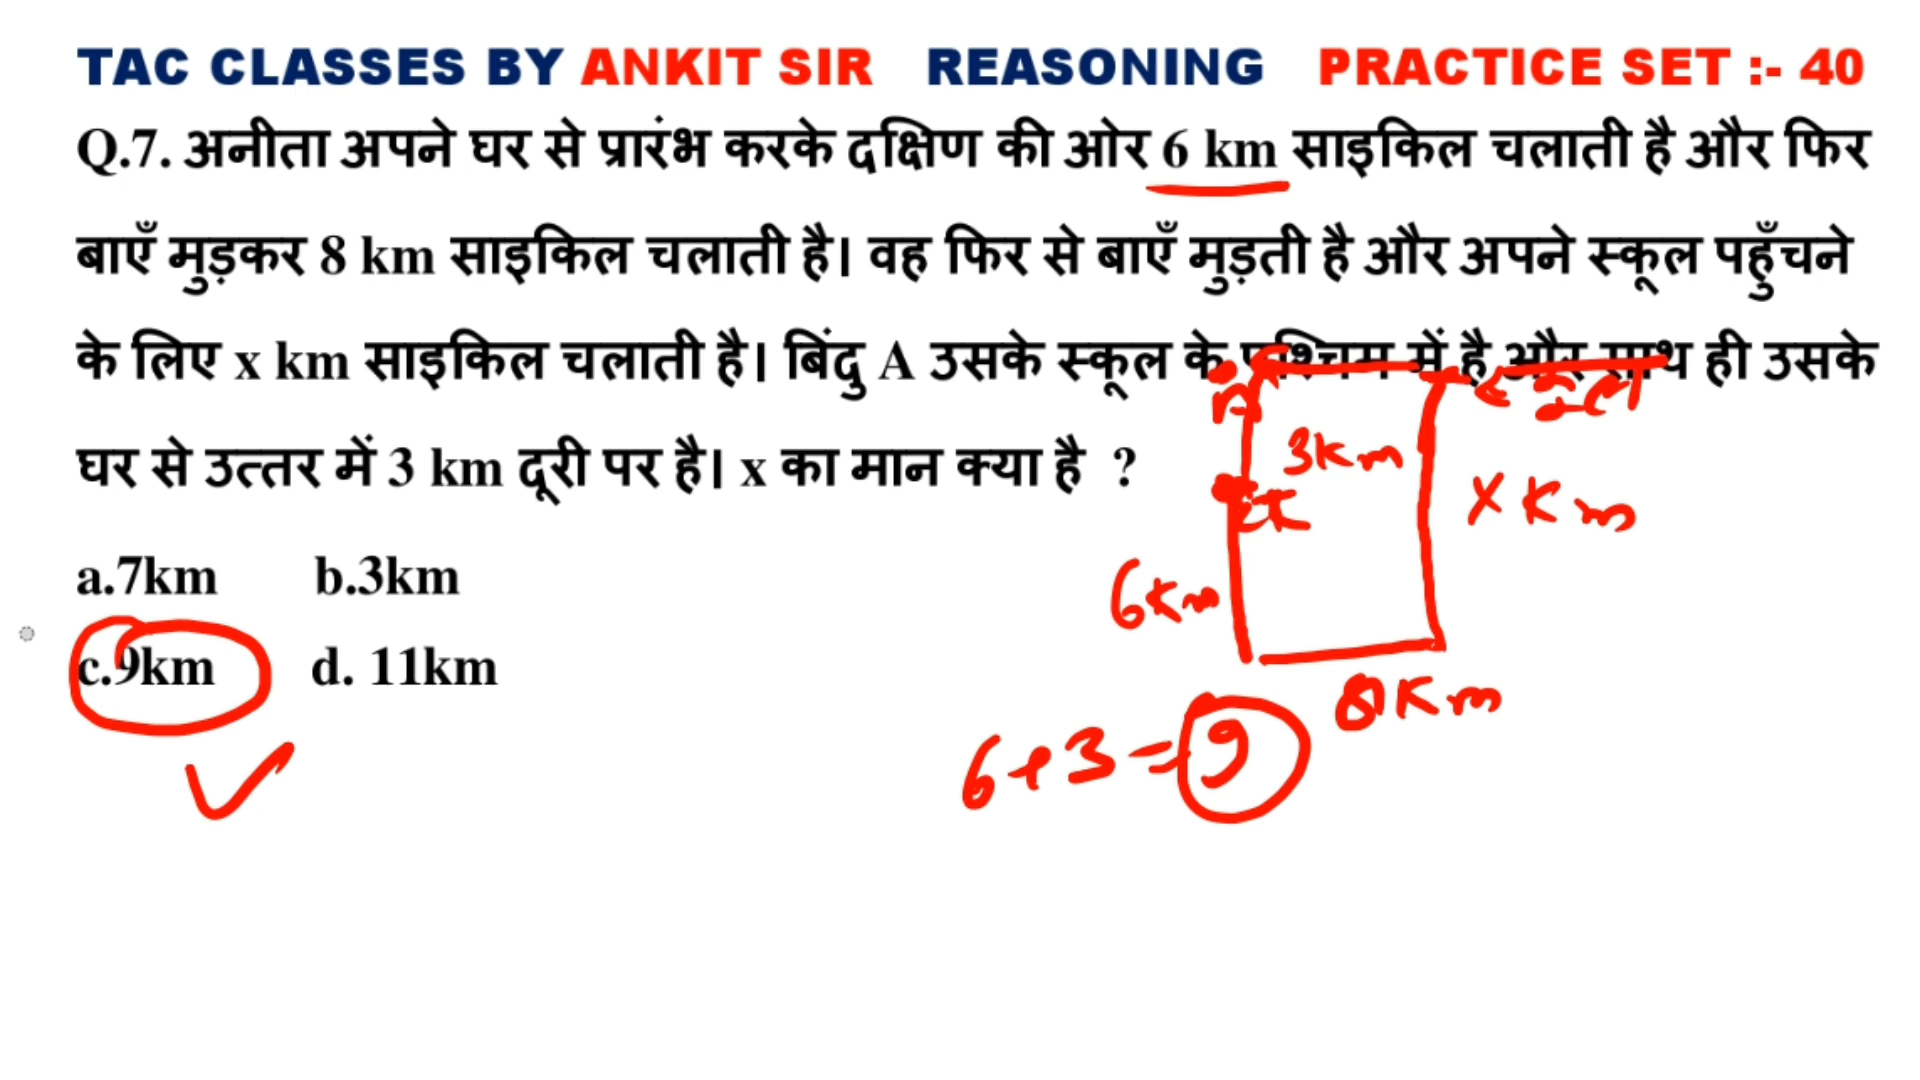 TAC CLASSES BY ANKIT SIR REASONING PRACTICE SET :- 40
Q.7. अनीता अपने घर से प्रारंभ करके दक्षिण की ओर 6 km साइकिल चलाती है और फिर
बाएँ मुड़कर 8 km साइकिल चलाती है। वह फिर से बाएँ मुड़ती है और अपने स्कूल पहुँचने
के लिए x km साइकिल चलाती है। बिंदु A उसके स्कूल के पश्चिम में है और साथ ही उसके
घर से उत्तर में 3 km दूरी पर है। x का मान क्या है ?
3km
x km
a.7km b.3km
6km
c.9km d. 11km
8km
6+3=9